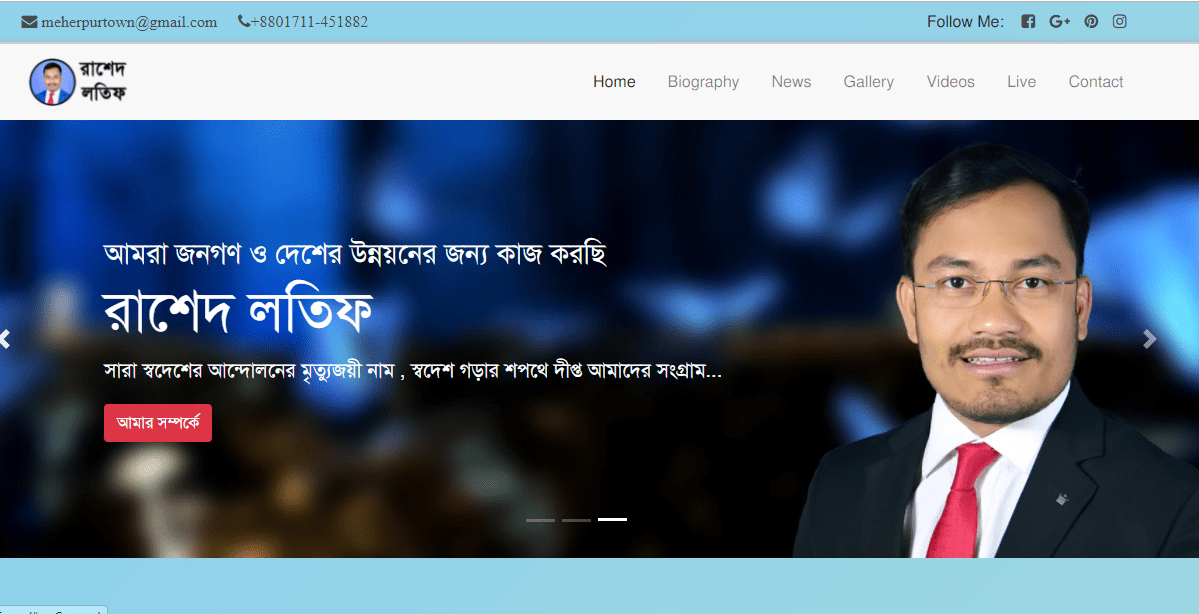 meherpurtown@gmail.com +8801711-451882 Follow Me:
রাশেদ
লতিফ
Home Biography News Gallery Videos Live Contact
আমরা জনগণ ও দেশের উন্নয়নের জন্য কাজ করছি
রাশেদ লতিফ
সারা স্বদেশের আন্দোলনের মৃত্যুজয়ী নাম , স্বদেশ গড়ার শপথে দীপ্ত আমাদের সংগ্রাম...
আমার সম্পর্কে